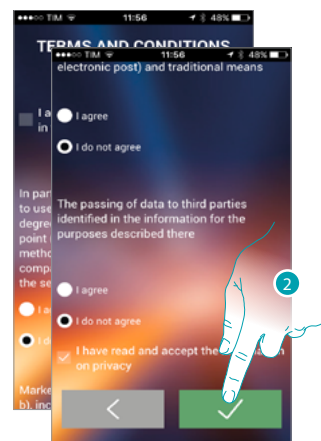 ●●●○○ TIM 11:56 48%
TERMS AND CONDITIONS
I a
in
In par
to use
degre
point
metho
compa
the se
I a
I d
Marke
b), inc
●●●○○ TIM 11:56 48%
electronic post) and traditional means
I agree
I do not agree
The passing of data to third parties
identified in the information for the
purposes described there
I agree
I do not agree
I have read and accept the
on privacy
2